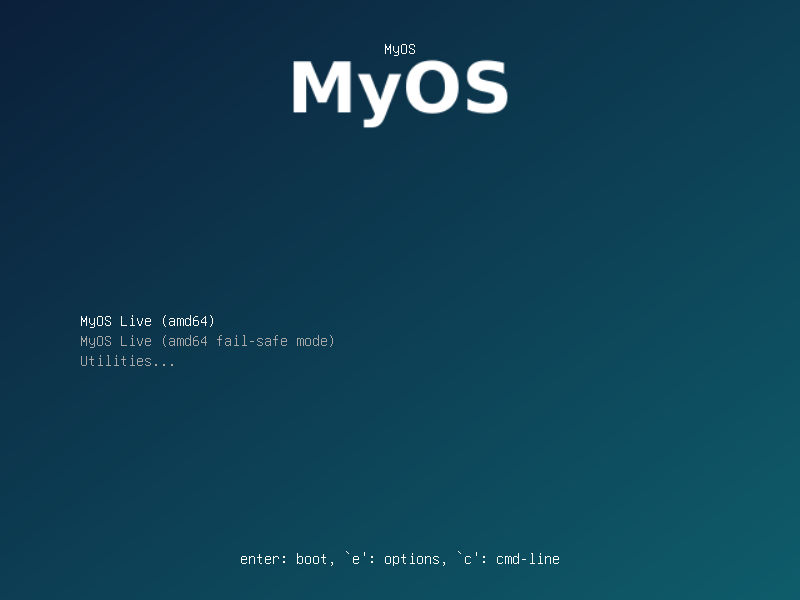 MyOS
MyOS
MyOS Live (amd64)
MyOS Live (amd64 fail-safe mode)
Utilities...
enter: boot, `e': options, `c': cmd-line